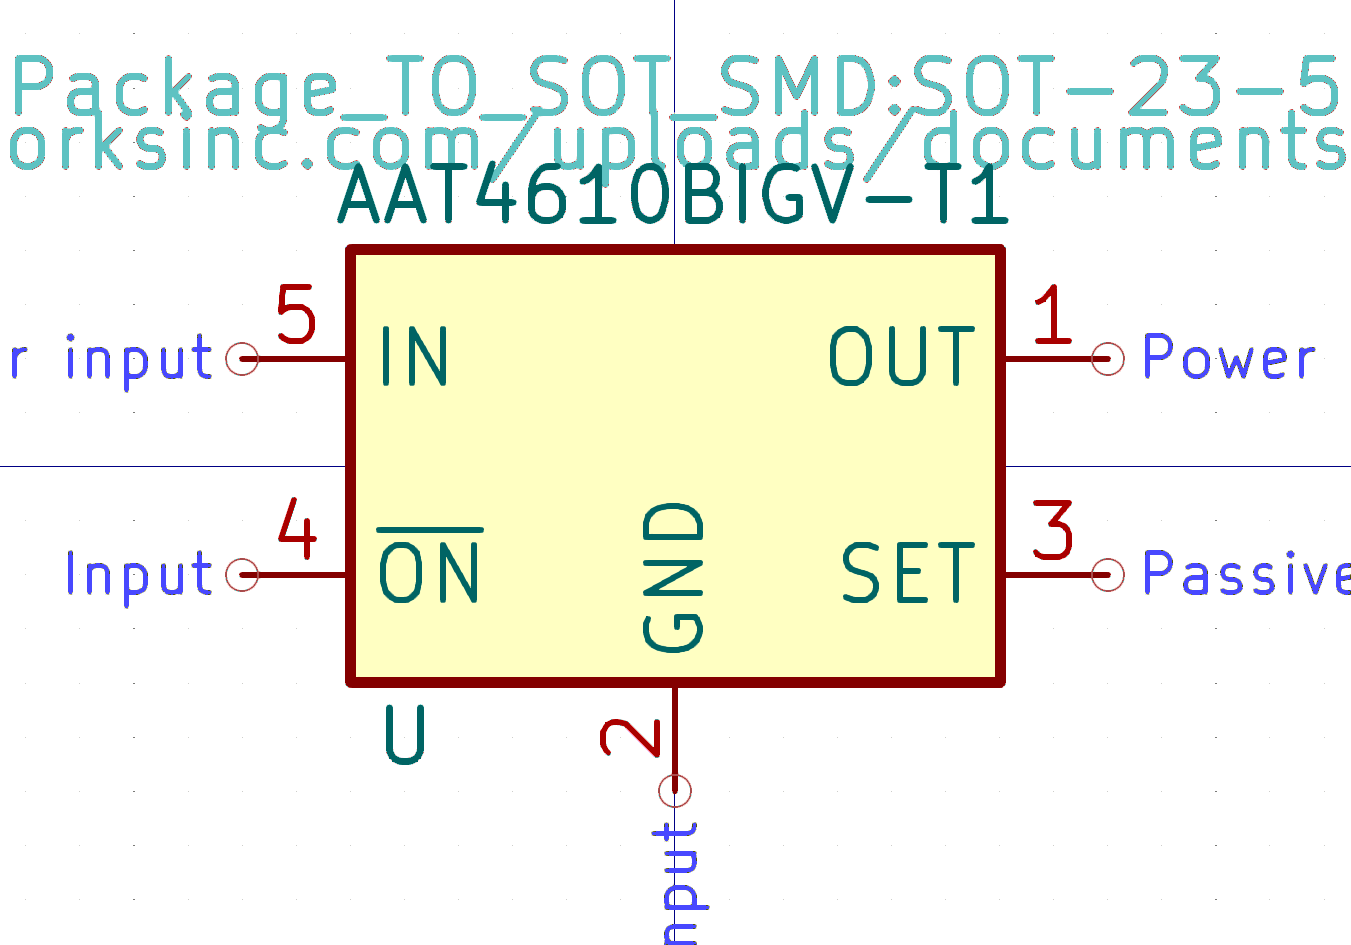 Package_TO_SOT_SMD:SOT-23-5
orksinc.com/uploads/documents
AAT4610BIGV-T1
5 1
r input IN OUT Power
4 3
Input ON SET Passive
GND
U 2
nput